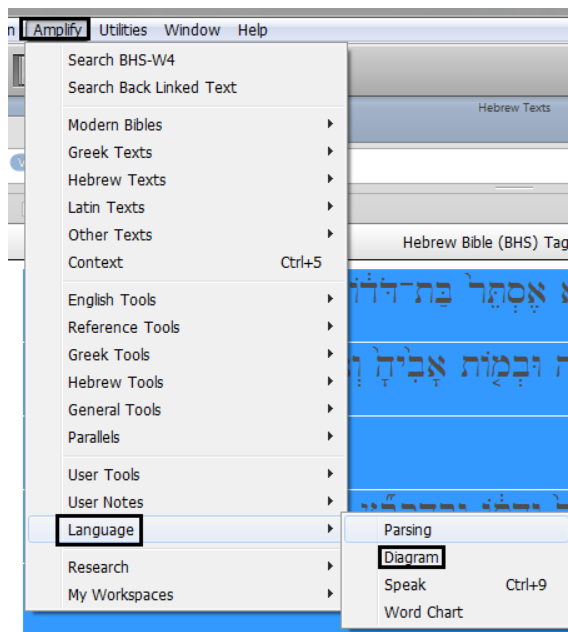 Amplify Utilities Window Help
Search BHS-W4
Search Back Linked Text
Hebrew Texts
Modern Bibles
Greek Texts
Hebrew Texts
Latin Texts
Other Texts
Hebrew Bible (BHS) Tag
Context Ctrl+5
אֶסְתֵּר֙ בַּת־דֹּד֔וֹ
English Tools
Reference Tools
Greek Tools
וּבְמ֤וֹת אָבִ֙יהָ֙
Hebrew Tools
General Tools
Parallels
User Tools
User Notes
Language
Parsing
Diagram
Speak Ctrl+9
Word Chart
Research
My Workspaces